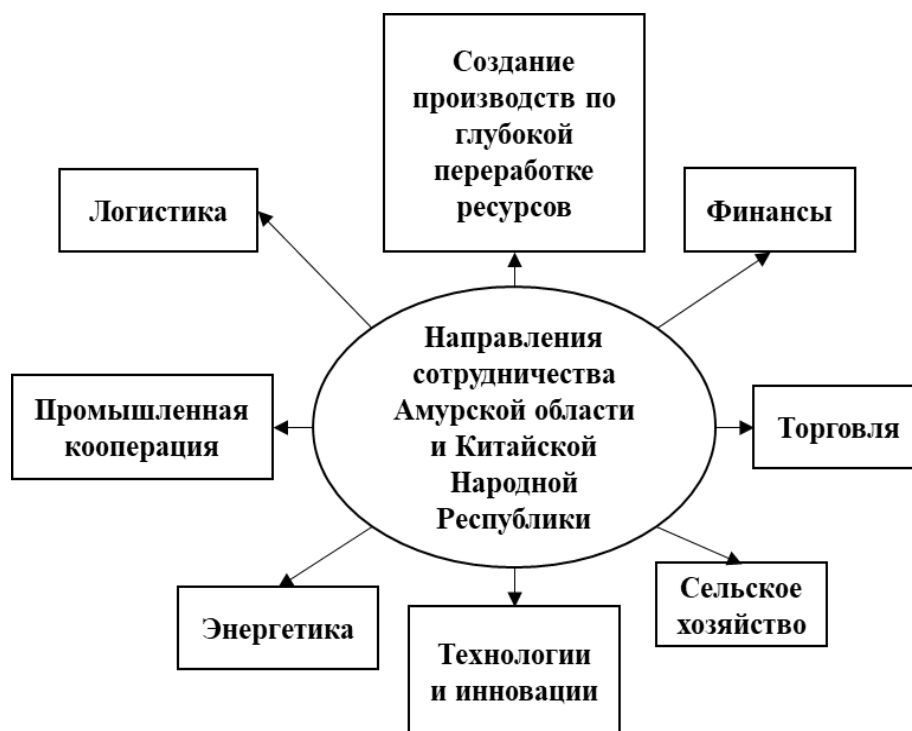 Создание
производств по
глубокой
переработке
ресурсов
Логистика
Финансы
Направления
сотрудничества
Амурской области
и Китайской
Народной
Республики
Промышленная
кооперация
Торговля
Энергетика
Сельское
хозяйство
Технологии
и инновации